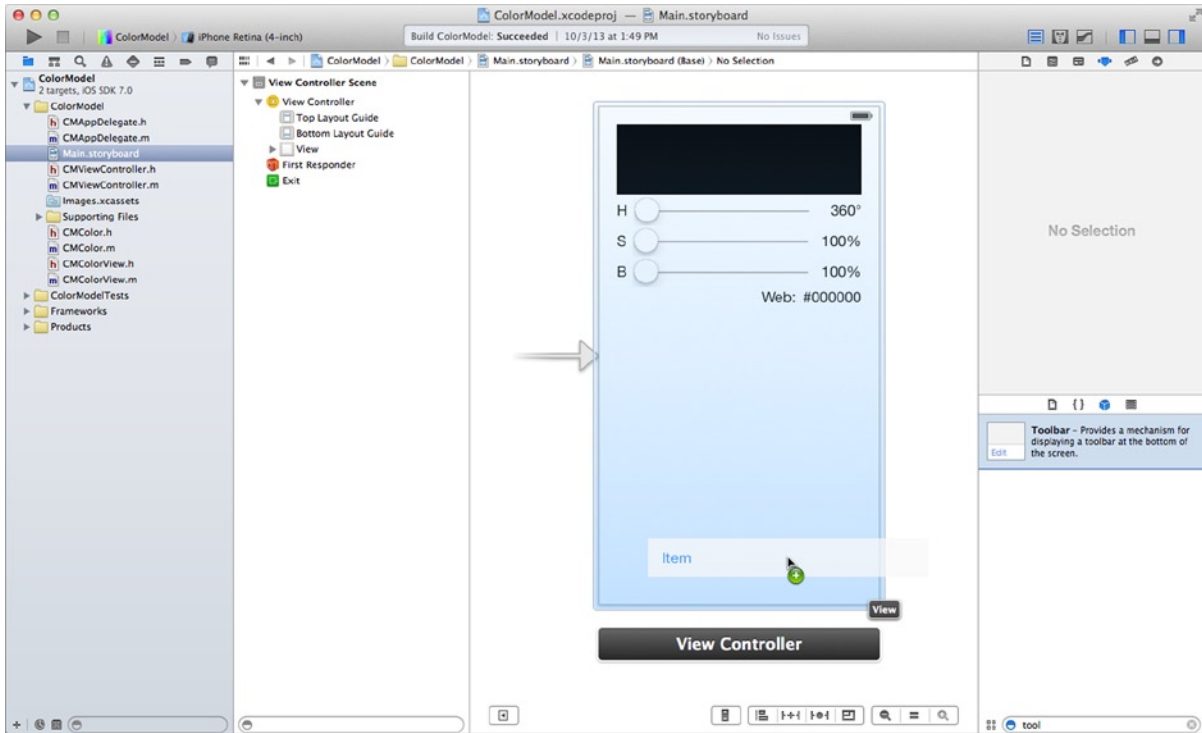 ColorModel.xcodeproj — Main.storyboard
ColorModel
iPhone Retina (4-inch)
Build ColorModel: Succeeded
10/3/13 at 1:49 PM
No Issues
ColorModel
ColorModel
Main.storyboard
Main.storyboard (Base)
No Selection
ColorModel
2 targets, iOS SDK 7.0
ColorModel
CMAppDelegate.h
CMAppDelegate.m
Main.storyboard
CMViewController.h
CMViewController.m
Images.xcassets
Supporting Files
CMColor.h
CMColor.m
CMColorView.h
CMColorView.m
ColorModelTests
Frameworks
Products
View Controller Scene
View Controller
Top Layout Guide
Bottom Layout Guide
View
First Responder
Exit
H 360°
S 100%
B 100%
Web: #000000
Item
View
View Controller
No Selection
Edit
Toolbar – Provides a mechanism for
displaying a toolbar at the bottom of
the screen.
tool